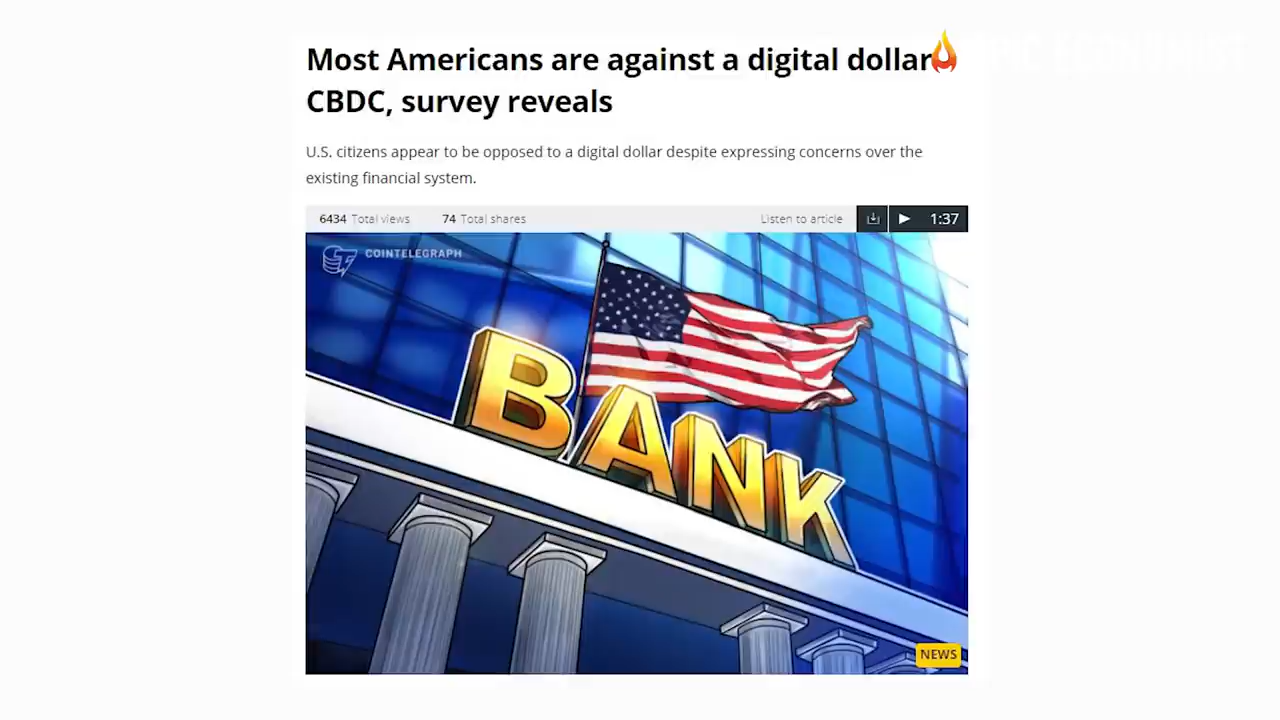 Most Americans are against a digital dollar
CBDC, survey reveals
U.S. citizens appear to be opposed to a digital dollar despite expressing concerns over the
existing financial system.
6434 Total views 74 Total shares Listen to article 1:37
COINTELEGRAPH
BANK
NEWS